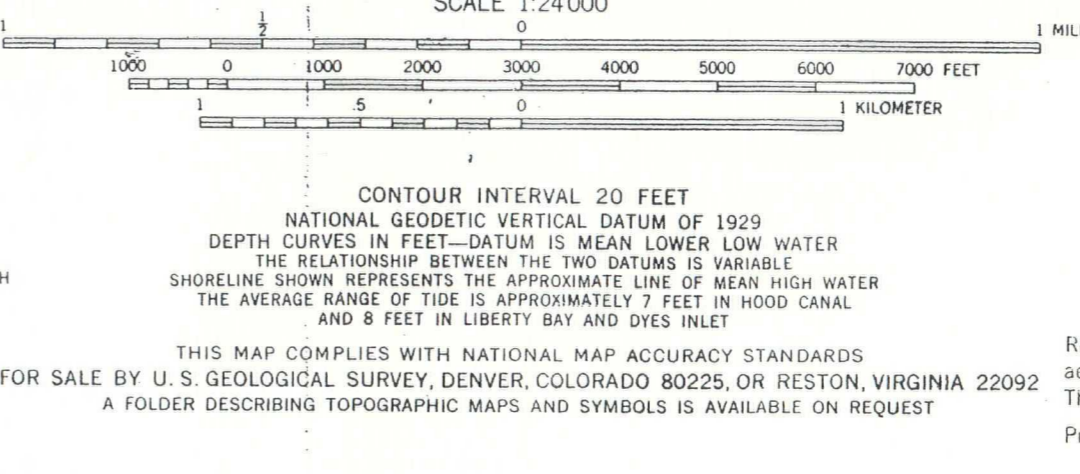 SCALE 1:24000
1 ½ 0 1 MIL
1000 0 1000 2000 3000 4000 5000 6000 7000 FEET
1 .5 0 1 KILOMETER
CONTOUR INTERVAL 20 FEET
NATIONAL GEODETIC VERTICAL DATUM OF 1929
DEPTH CURVES IN FEET—DATUM IS MEAN LOWER LOW WATER
THE RELATIONSHIP BETWEEN THE TWO DATUMS IS VARIABLE
H
SHORELINE SHOWN REPRESENTS THE APPROXIMATE LINE OF MEAN HIGH WATER
THE AVERAGE RANGE OF TIDE IS APPROXIMATELY 7 FEET IN HOOD CANAL
AND 8 FEET IN LIBERTY BAY AND DYES INLET
THIS MAP COMPLIES WITH NATIONAL MAP ACCURACY STANDARDS
FOR SALE BY U. S. GEOLOGICAL SURVEY, DENVER, COLORADO 80225, OR RESTON, VIRGINIA 22092
A FOLDER DESCRIBING TOPOGRAPHIC MAPS AND SYMBOLS IS AVAILABLE ON REQUEST
R
ae
Th
Pr